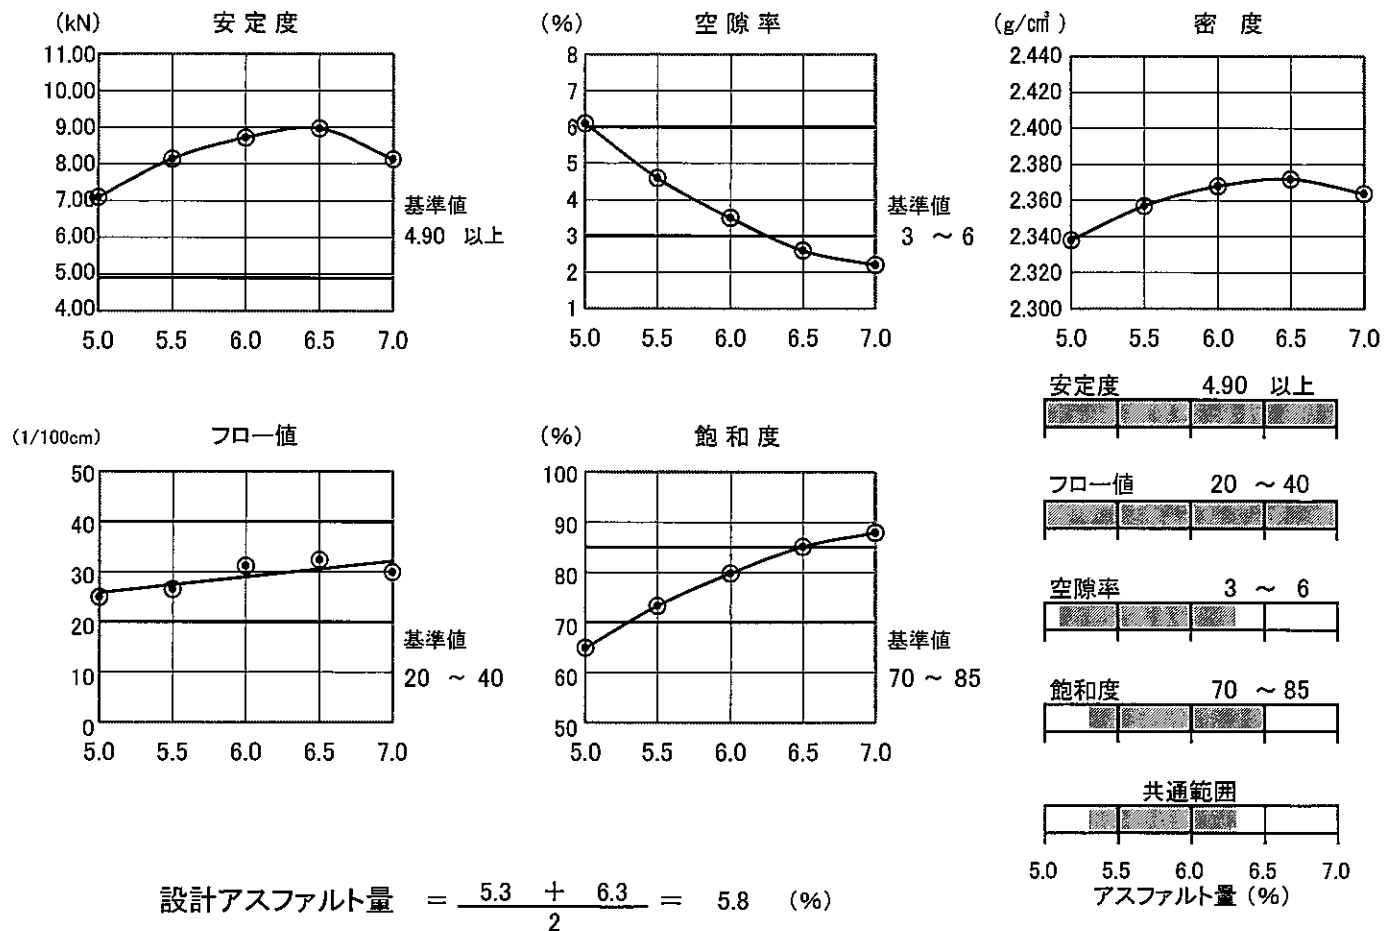 (kN) 安定度
11.00
10.00
9.00
8.00
7.00
6.00
5.00
4.00
5.0 5.5 6.0 6.5 7.0
基準値
4.90 以上
(%) 空隙率
8
7
6
5
4
3
2
1
5.0 5.5 6.0 6.5 7.0
基準値
3 ～ 6
(g/c㎥) 密度
2.440
2.420
2.400
2.380
2.360
2.340
2.320
2.300
5.0 5.5 6.0 6.5 7.0
(1/100cm) フロー値
50
40
30
20
10
0
5.0 5.5 6.0 6.5 7.0
基準値
20 ～ 40
(%) 飽和度
100
90
80
70
60
50
5.0 5.5 6.0 6.5 7.0
基準値
70 ～ 85
安定度 4.90 以上
フロー値 20 ～ 40
空隙率 3 ～ 6
飽和度 70 ～ 85
共通範囲
5.0 5.5 6.0 6.5 7.0
アスファルト量 (%)
設計アスファルト量 = 5.3 + 6.3 = 5.8 (%)
2